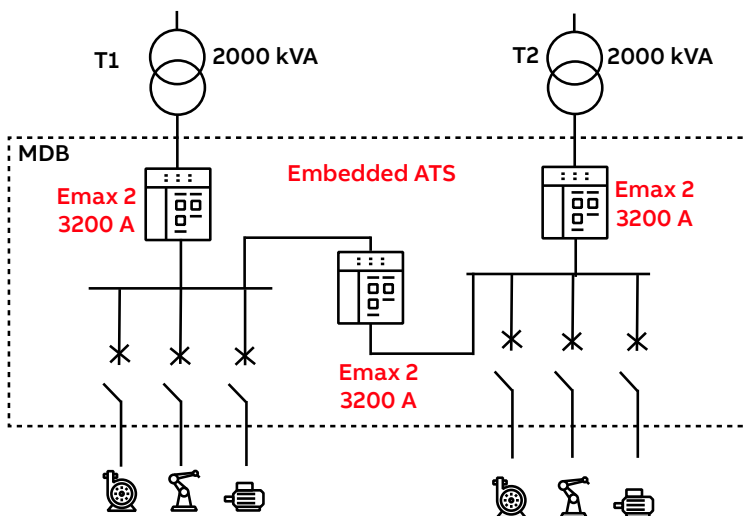 T1
2000 kVA
T2
2000 kVA
MDB
Embedded ATS
Emax 2
3200 A
Emax 2
3200 A
Emax 2
3200 A